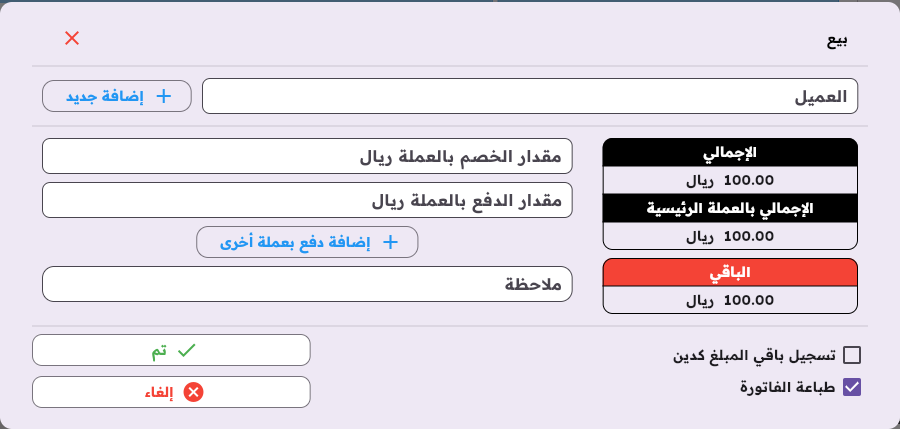 بيع
العميل
إضافة جديد
الإجمالي
100.00 ريال
الإجمالي بالعملة الرئيسية
100.00 ريال
الباقي
100.00 ريال
مقدار الخصم بالعملة ريال
مقدار الدفع بالعملة ريال
إضافة دفع بعملة أخرى
ملاحظة
تسجيل باقي المبلغ كدين
طباعة الفاتورة
تم
إلغاء